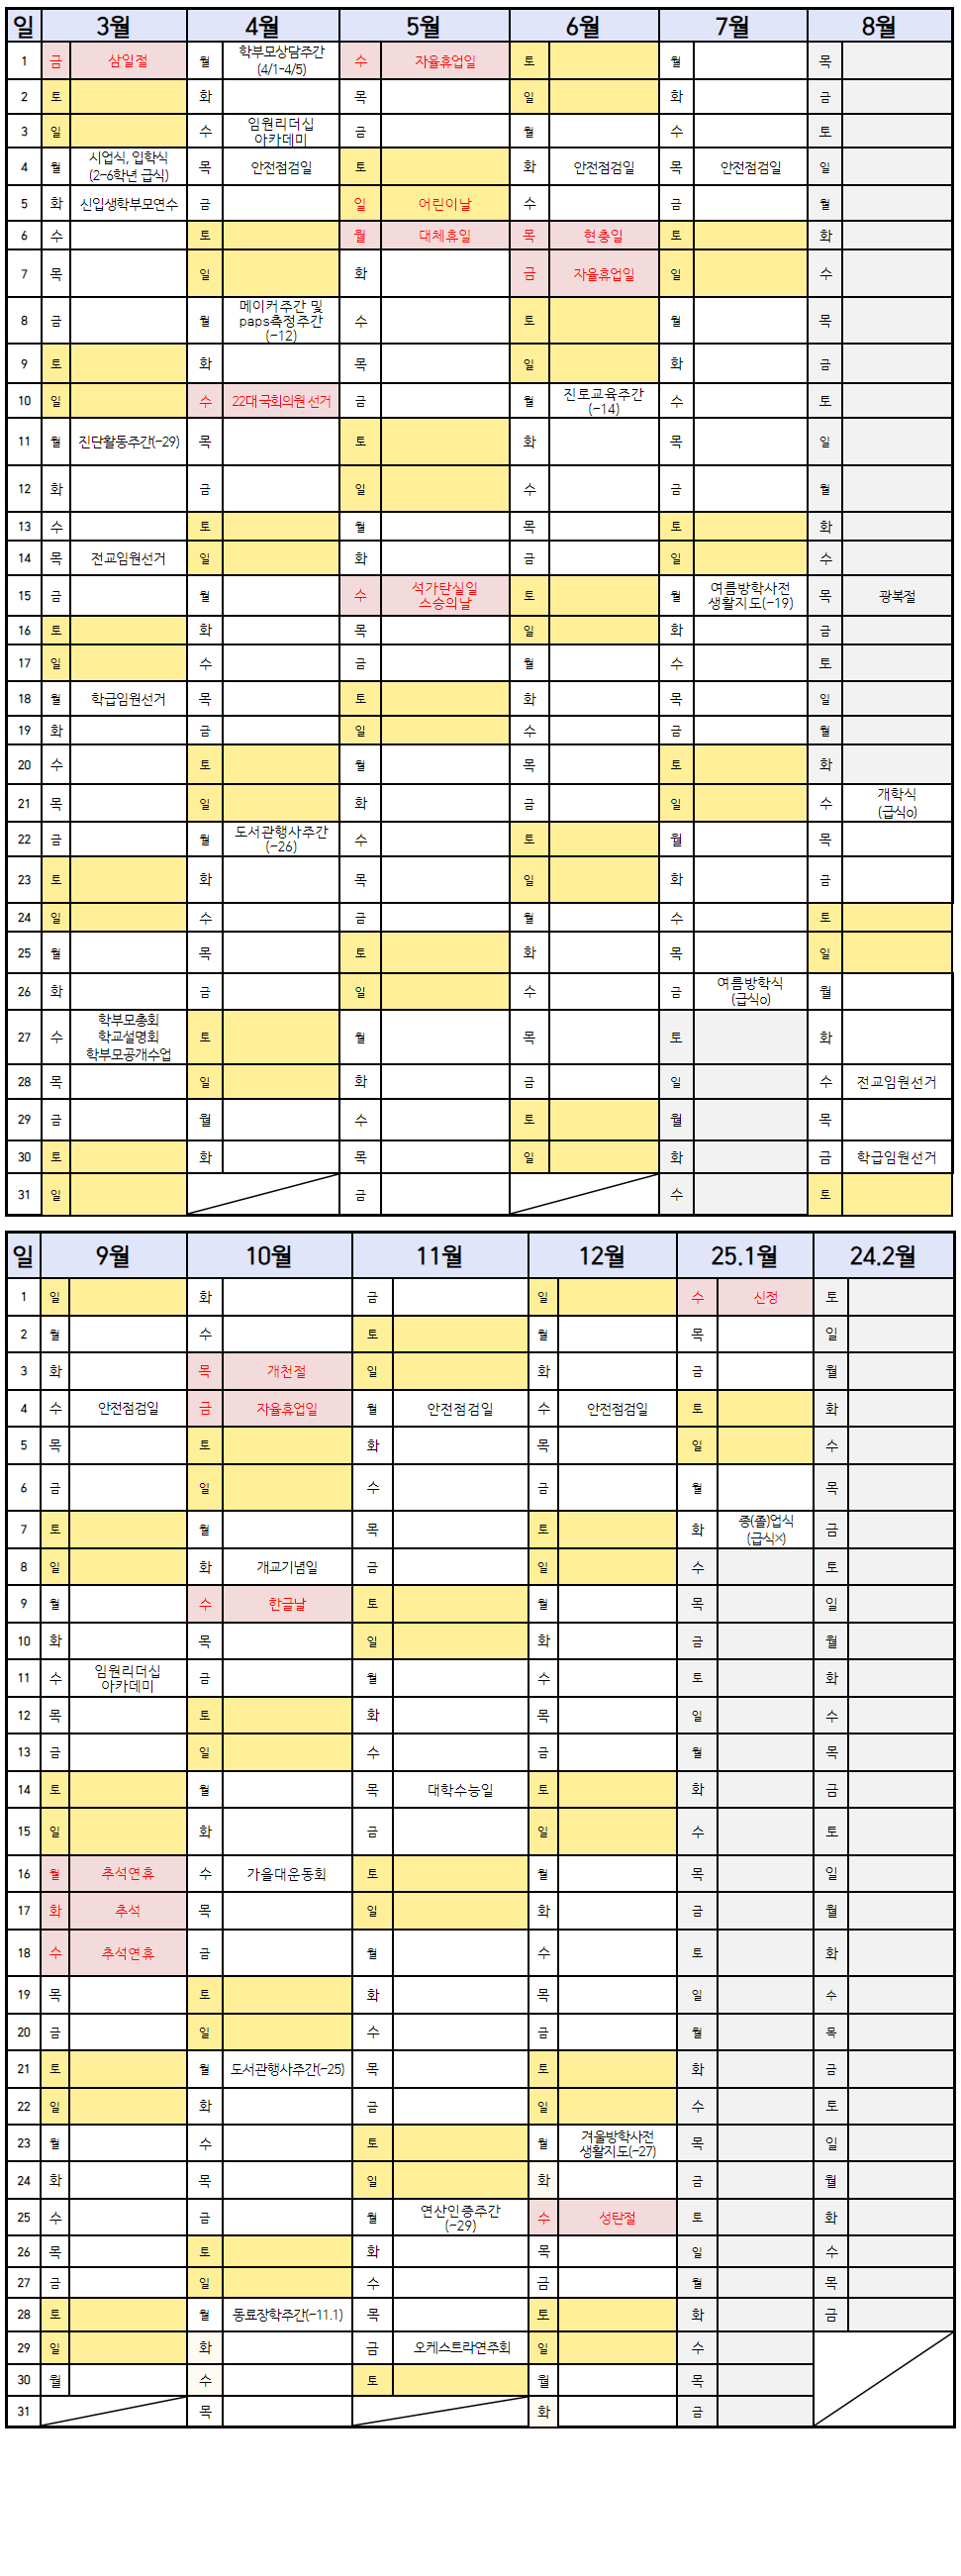 일 3월 4월 5월 6월 7월 8월
1 금 삼일절 월 학부모상담주간 (4/1-4/5) 수 자율휴업일 토 월 목
2 토 화 목 일 화 금
3 일 수 임원리더십 아카데미 금 월 수 토
4 월 시업식, 입학식 (2-6학년 급식) 목 안전점검일 토 화 안전점검일 목 안전점검일 일
5 화 신입생학부모연수 금 일 어린이날 수 금 월
6 수 토 월 대체휴일 목 현충일 토 화
7 목 일 화 금 자율휴업일 일 수
8 금 월 메이커주간 및 paps측정주간 (-12) 수 토 월 목
9 토 화 목 일 화 금
10 일 수 22대 국회의원 선거 금 월 진로교육주간 (-14) 수 토
11 월 진단활동주간(-29) 목 토 화 목 일
12 화 금 일 수 금 월
13 수 토 월 목 토 화
14 목 전교임원선거 일 화 금 일 수
15 금 월 수 석가탄실일 스승의날 토 월 여름방학사전 생활지도(-19) 목 광복절
16 토 화 목 일 화 금
17 일 수 금 월 수 토
18 월 학급임원선거 목 토 화 목 일
19 화 금 일 수 금 월
20 수 토 월 목 토 화
21 목 일 화 금 일 수 개학식 (급식o)
22 금 월 도서관행사주간 (-26) 수 토 월 목
23 토 화 목 일 화 금
24 일 수 금 월 수 토
25 월 목 토 화 목 일
26 화 금 일 수 금 여름방학식 (급식o) 월
27 수 학부모총회 학교설명회 학부모공개수업 토 월 목 토 화
28 목 일 화 금 일 수 전교임원선거
29 금 월 수 토 월 목
30 토 화 목 일 화 금 학급임원선거
31 일 금 수 토
일 9월 10월 11월 12월 25.1월 24.2월
1 일 화 금 일 수 신정 토
2 월 수 토 월 목 일
3 화 목 개천절 일 화 금 월
4 수 안전점검일 금 자율휴업일 월 안전점검일 수 안전점검일 토 화
5 목 토 화 목 일 수
6 금 일 수 금 월 목
7 토 월 목 토 화 종(졸)업식 (급식X) 금
8 일 화 개교기념일 금 일 수 토
9 월 수 한글날 토 월 목 일
10 화 목 일 화 금 월
11 수 임원리더십 아카데미 금 월 수 토 화
12 목 토 화 목 일 수
13 금 일 수 금 월 목
14 토 월 목 대학수능일 토 화 금
15 일 화 금 일 수 토
16 월 추석연휴 수 가을대운동회 토 월 목 일
17 화 추석 목 일 화 금 월
18 수 추석연휴 금 월 수 토 화
19 목 토 화 목 일 수
20 금 일 수 금 월 목
21 토 월 도서관행사주간(-25) 목 토 화 금
22 일 화 금 일 수 토
23 월 수 토 월 겨울방학사전 생활지도(-27) 목 일
24 화 목 일 화 금 월
25 수 금 월 연산인증주간 (-29) 수 성탄절 토 화
26 목 토 화 목 일 수
27 금 일 수 금 월 목
28 토 월 동료장학주간(-11.1) 목 토 화 금
29 일 화 금 오케스트라연주회 일 수
30 월 수 토 월 목
31 목 화 금